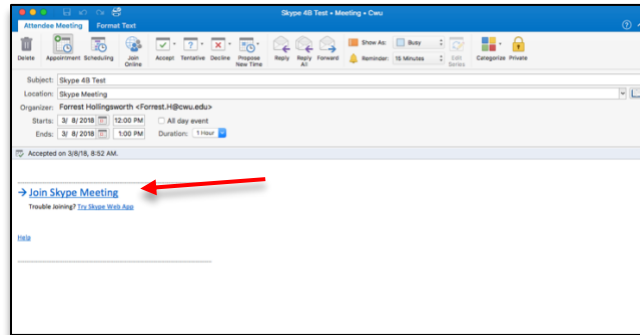 Skype 4B Test • Meeting • Cwu
Attendee Meeting Format Text
Delete Appointment Scheduling Join Online Accept Tentative Decline Propose New Time Reply Reply All Forward Show As: Busy Reminder: 15 Minutes Edit Series Categorize Private
Subject: Skype 4B Test
Location: Skype Meeting
Organizer: Forrest Hollingsworth <Forrest.H@cwu.edu>
Starts: 3/ 8/2018 12:00 PM All day event
Ends: 3/ 8/2018 1:00 PM Duration: 1 Hour
Accepted on 3/8/18, 8:52 AM.
→ Join Skype Meeting
Trouble Joining? Try Skype Web App
Help